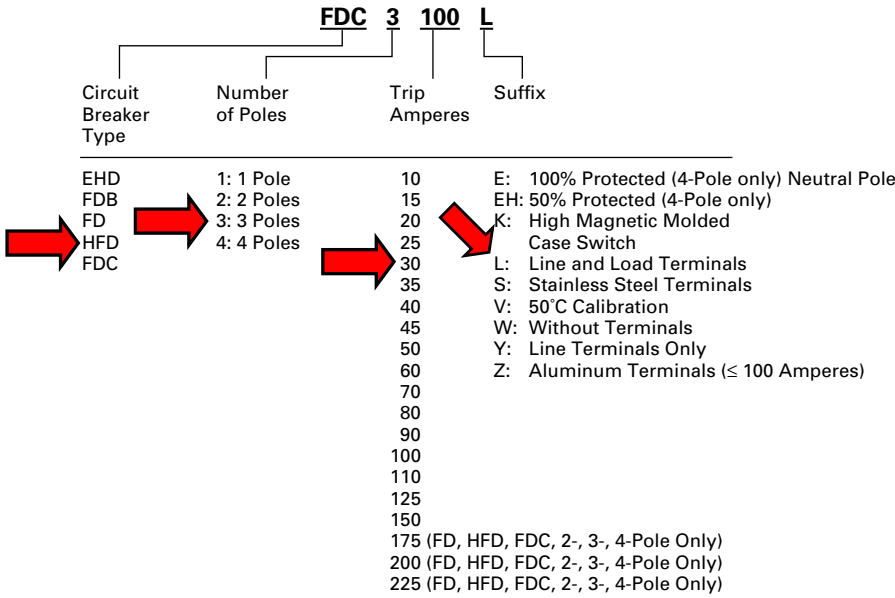 FDC 3 100 L
Circuit Number Trip Suffix
Breaker of Poles Amperes
Type
EHD 1: 1 Pole 10 E: 100% Protected (4-Pole only) Neutral Pole
FDB 2: 2 Poles 15 EH: 50% Protected (4-Pole only)
FD 3: 3 Poles 20 K: High Magnetic Molded
HFD 4: 4 Poles 25 Case Switch
FDC 30 L: Line and Load Terminals
35 S: Stainless Steel Terminals
40 V: 50°C Calibration
45 W: Without Terminals
50 Y: Line Terminals Only
60 Z: Aluminum Terminals (≤ 100 Amperes)
70
80
90
100
110
125
150
175 (FD, HFD, FDC, 2-, 3-, 4-Pole Only)
200 (FD, HFD, FDC, 2-, 3-, 4-Pole Only)
225 (FD, HFD, FDC, 2-, 3-, 4-Pole Only)